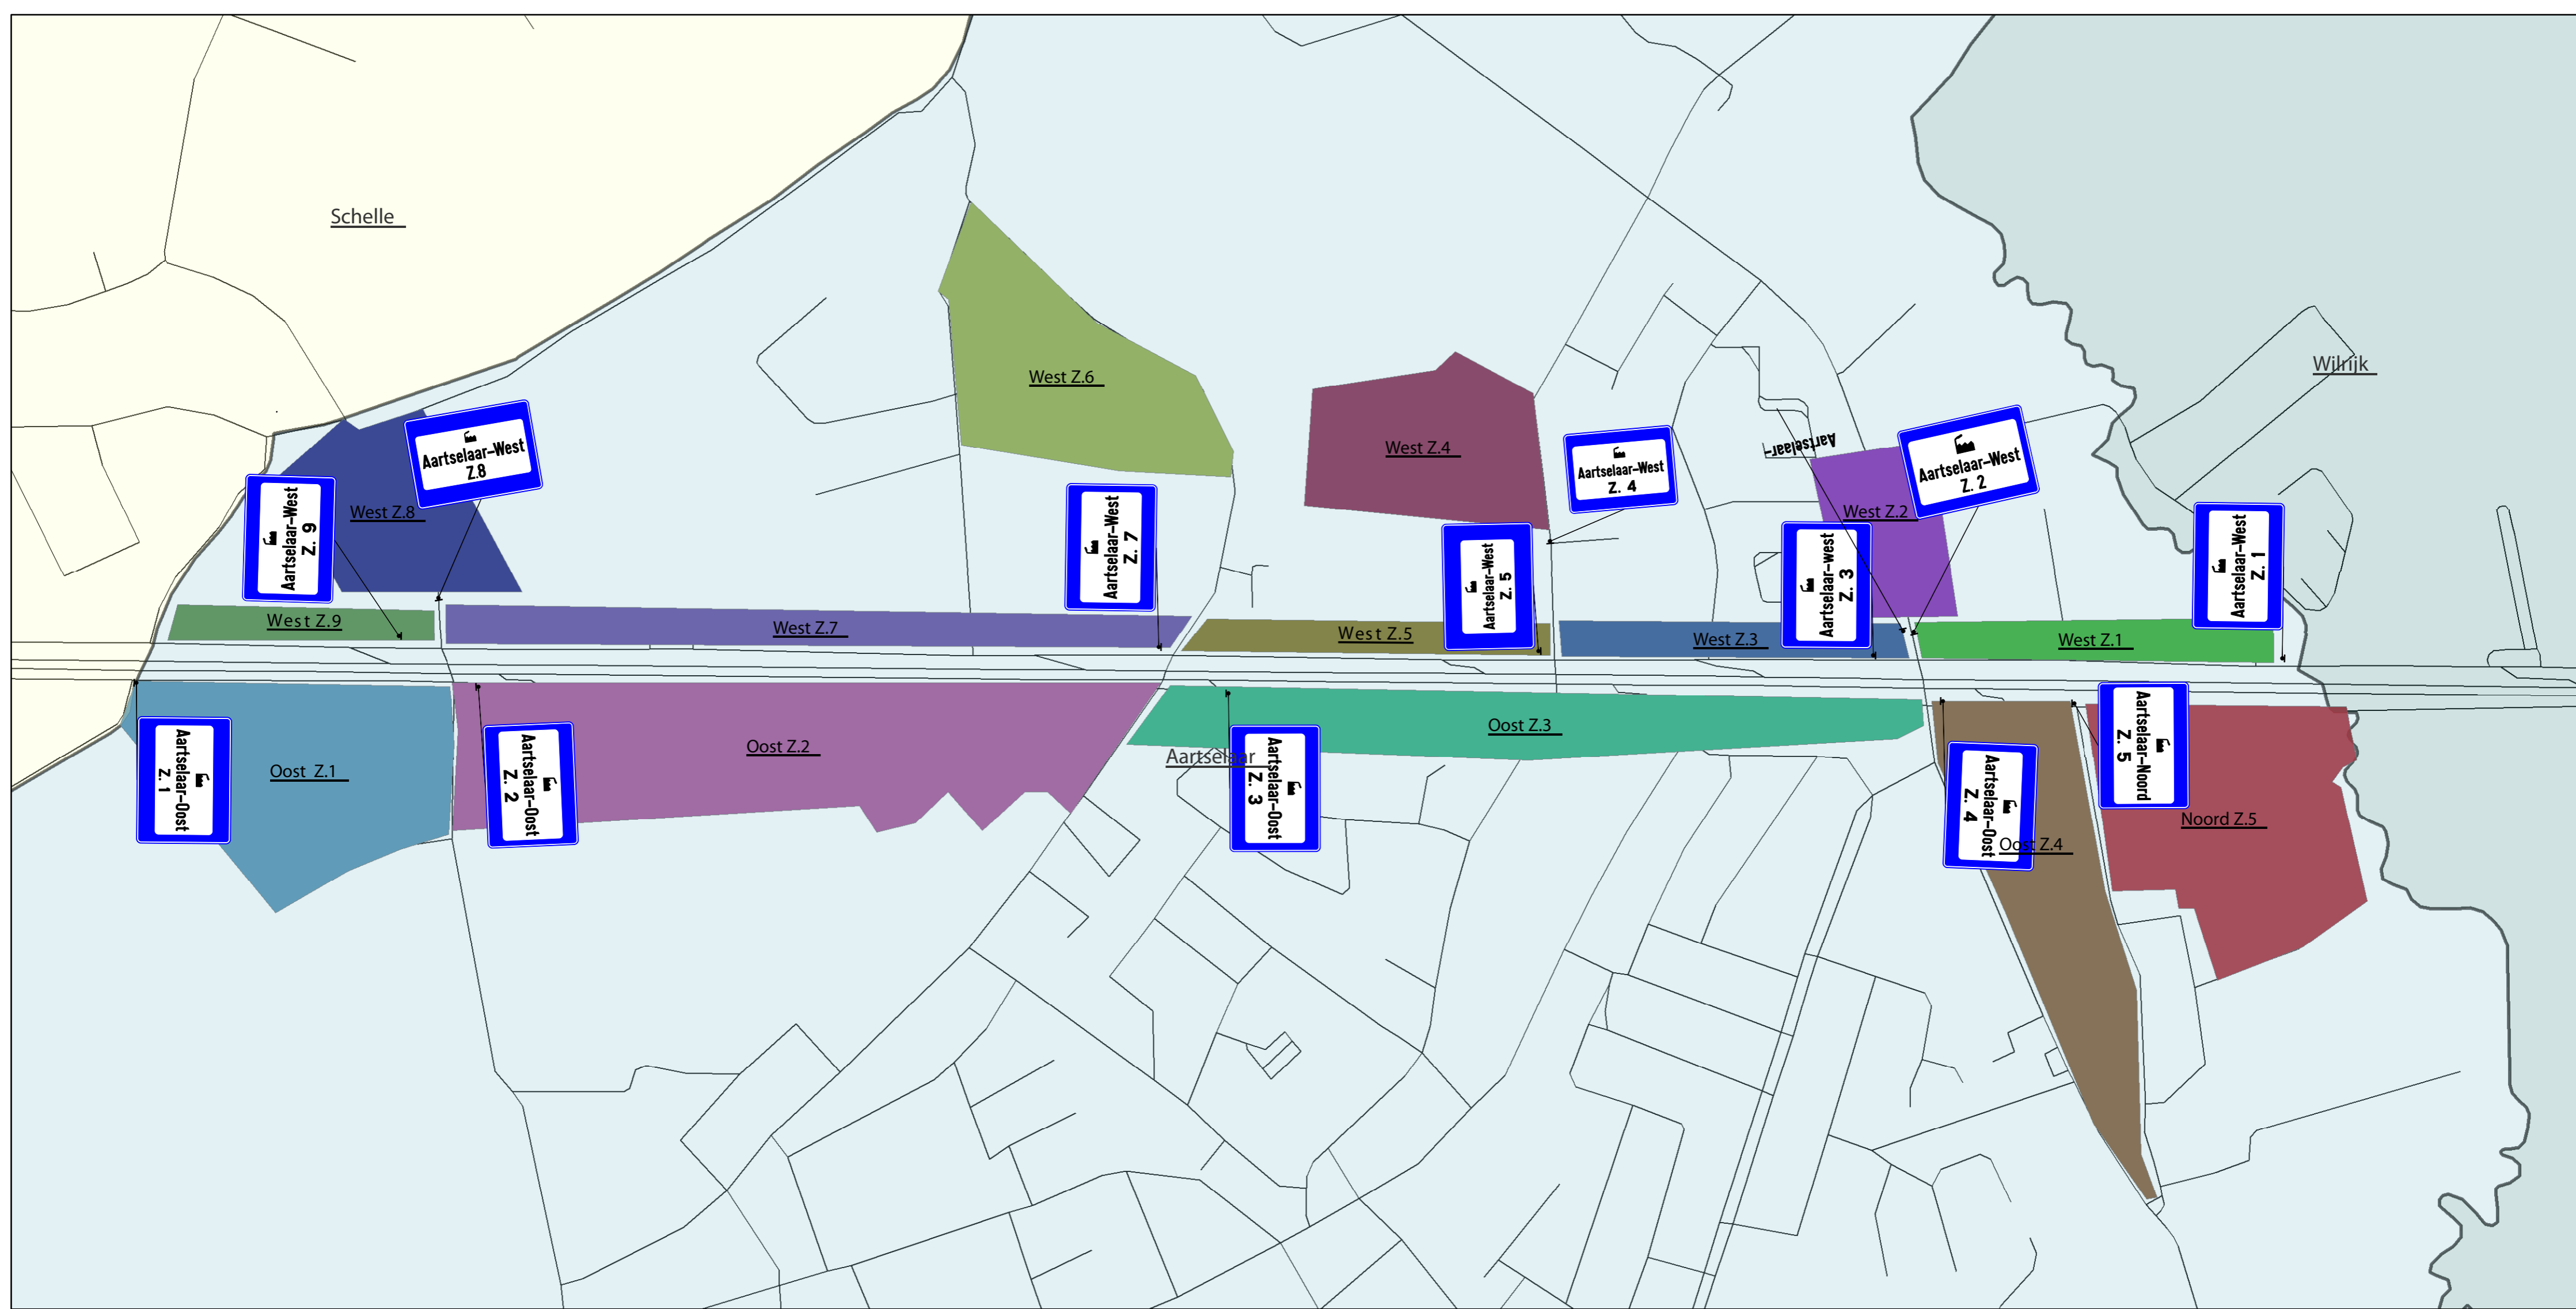 Schelle
Wilrijk
West Z.6
West Z.4
Aartselaar-West
Z.8
Aartselaar-West
Z. 4
Aartselaar-
Aartselaar-West
Z. 2
West Z.8
West Z.2
Aartselaar-West
Z. 9
Aartselaar-West
Z. 7
Aartselaar-West
Z. 5
Aartselaar-west
Z. 3
Aartselaar-West
Z. 1
West Z.9
West Z.7
West Z.5
West Z.3
West Z.1
Oost Z.1
Oost Z.2
Oost Z.3
Aartselaar
Aartselaar-Oost
Z. 1
Aartselaar-Oost
Z. 2
Aartselaar-Oost
Z. 3
Aartselaar-Oost
Z. 4
Aartselaar-Noord
Z. 5
Oost Z.4
Noord Z.5